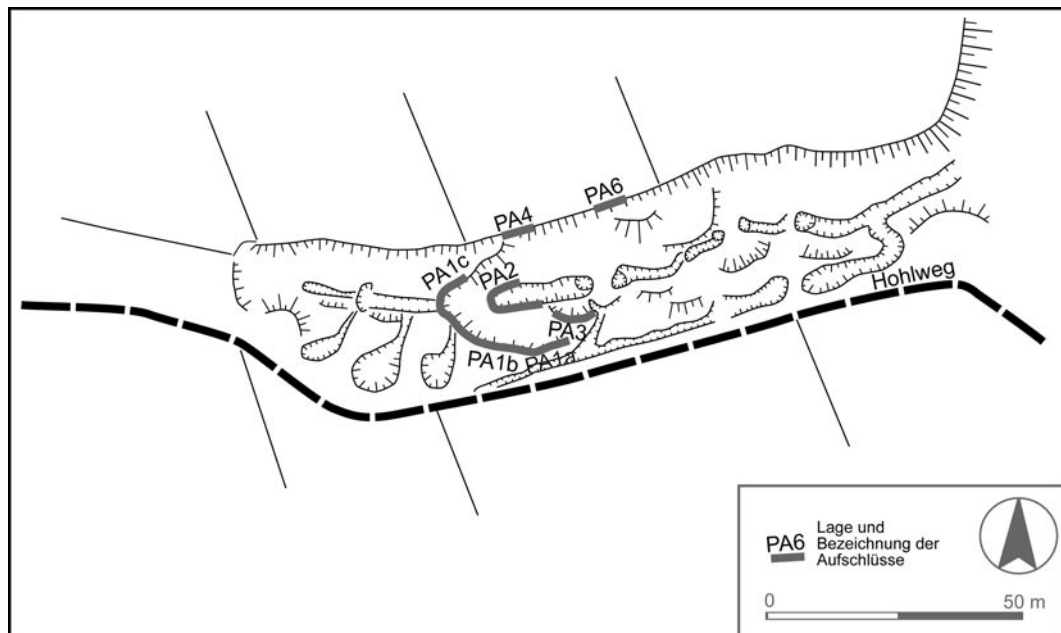 PA6
PA4
PA1c
PA2
Hohlweg
PA3
PA1b
PA1a
PA6
Lage und
Bezeichnung der
Aufschlüsse
0
50 m